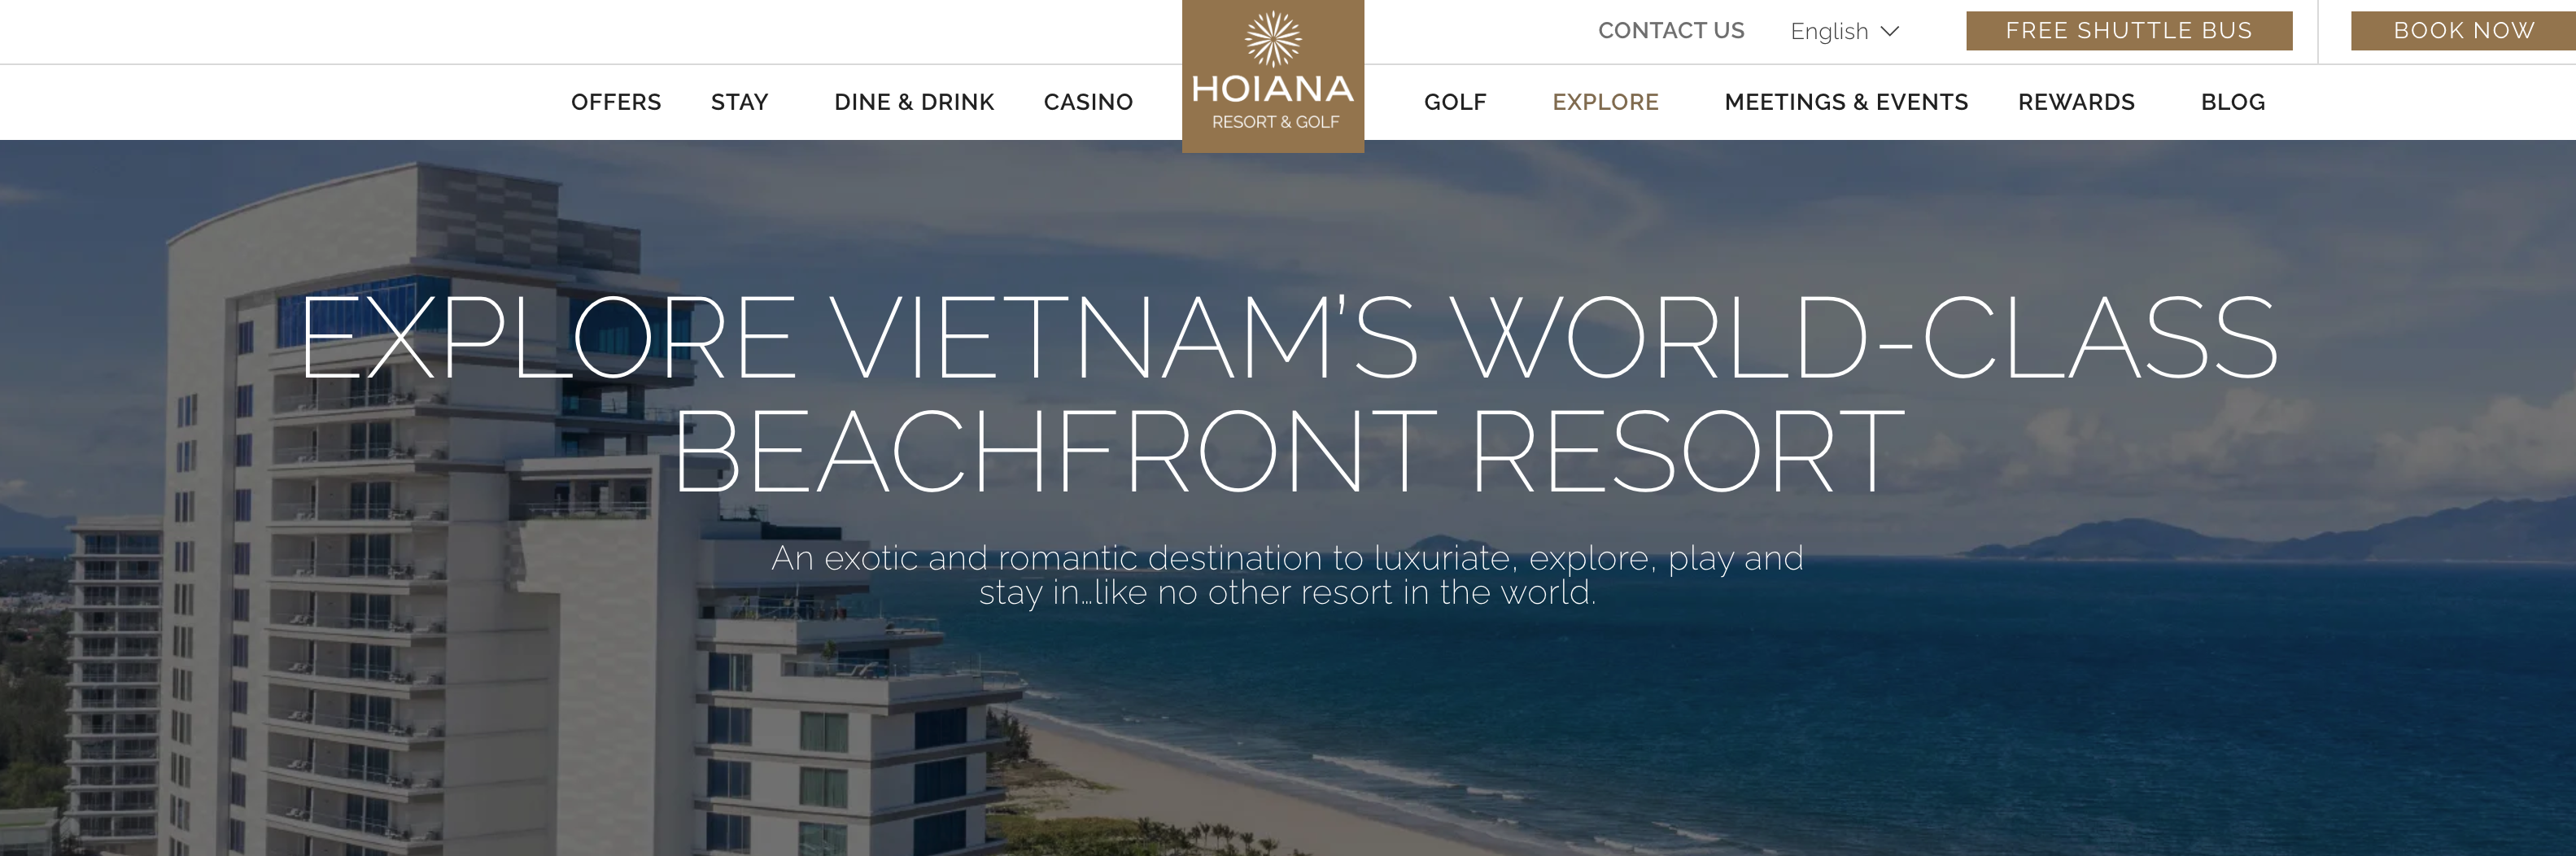 CONTACT US
English
FREE SHUTTLE BUS
BOOK NOW
OFFERS
STAY
DINE & DRINK
CASINO
HOIANA
RESORT & GOLF
GOLF
EXPLORE
MEETINGS & EVENTS
REWARDS
BLOG
EXPLORE VIETNAM’S WORLD-CLASS
BEACHFRONT RESORT
An exotic and romantic destination to luxuriate, explore, play and
stay in…like no other resort in the world.